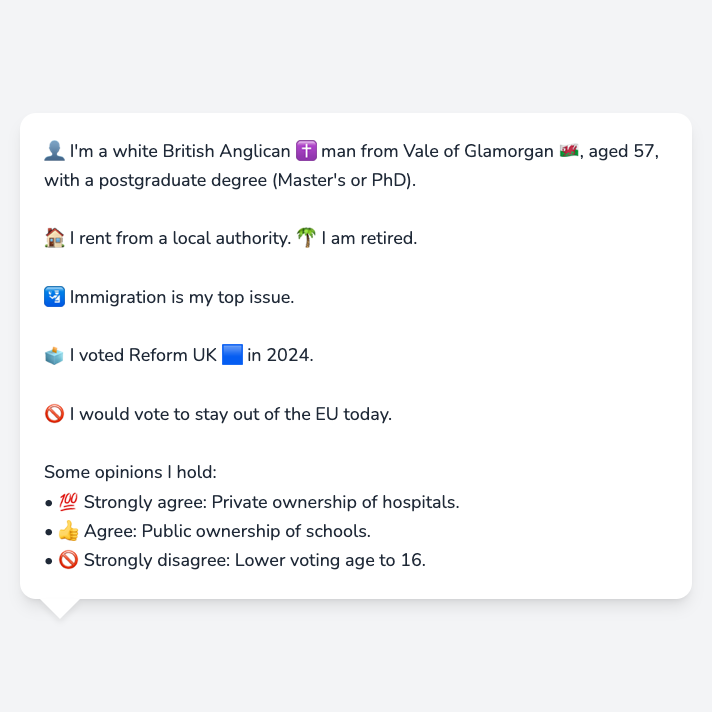 👤 I'm a white British Anglican ✝️ man from Vale of Glamorgan 🏴󠁧󠁢󠁷󠁬󠁳󠁿, aged 57,
with a postgraduate degree (Master's or PhD).
🏠 I rent from a local authority. 🌴 I am retired.
🛂 Immigration is my top issue.
🗳️ I voted Reform UK 🟦 in 2024.
🚫 I would vote to stay out of the EU today.
Some opinions I hold:
• 💯 Strongly agree: Private ownership of hospitals.
• 👍 Agree: Public ownership of schools.
• 🚫 Strongly disagree: Lower voting age to 16.